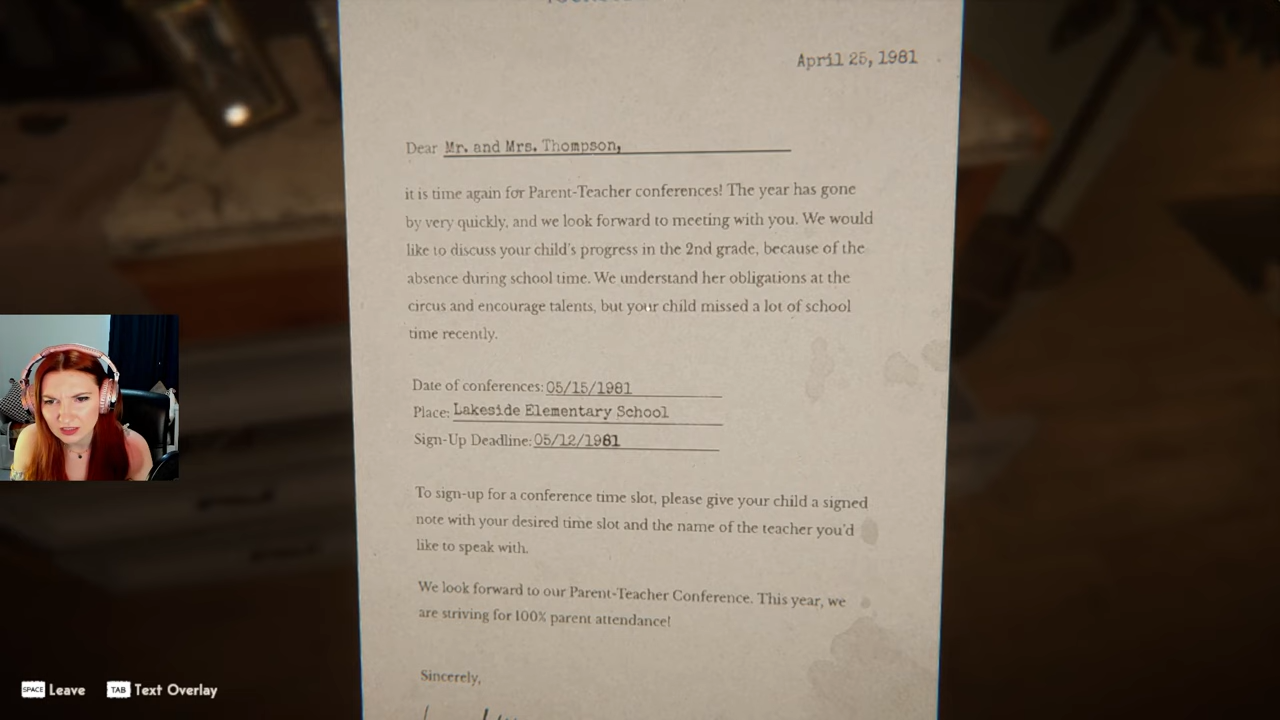 April 25, 1981
Dear Mr. and Mrs. Thompson,
it is time again for Parent-Teacher conferences! The year has gone
by very quickly, and we look forward to meeting with you. We would
like to discuss your child's progress in the 2nd grade, because of the
absence during school time. We understand her obligations at the
circus and encourage talents, but your child missed a lot of school
time recently.
Date of conferences: 05/15/1981
Place: Lakeside Elementary School
Sign-Up Deadline: 05/12/1981
To sign-up for a conference time slot, please give your child a signed
note with your desired time slot and the name of the teacher you'd
like to speak with.
We look forward to our Parent-Teacher Conference. This year, we
are striving for 100% parent attendance!
Sincerely,
SPACE Leave TAB Text Overlay